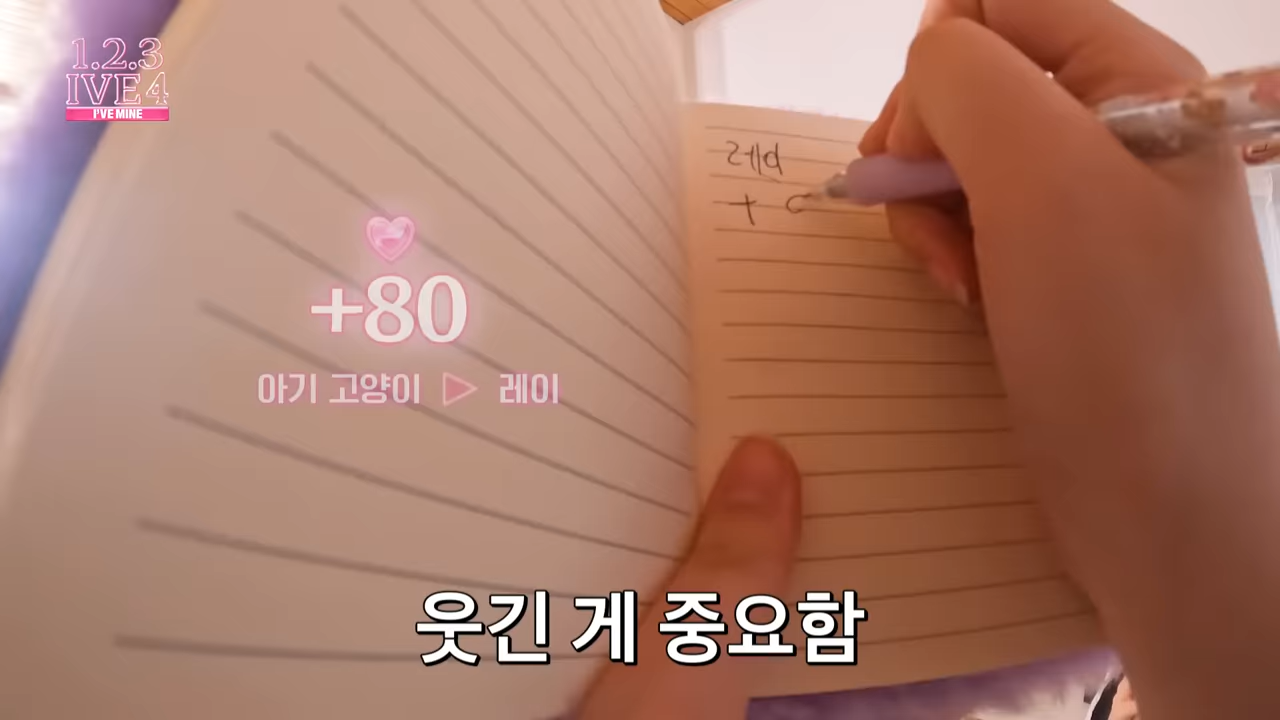 1.2.3
IVE 4
I'VE MINE
레이
+
+80
아기 고양이 ▷ 레이
웃긴 게 중요함